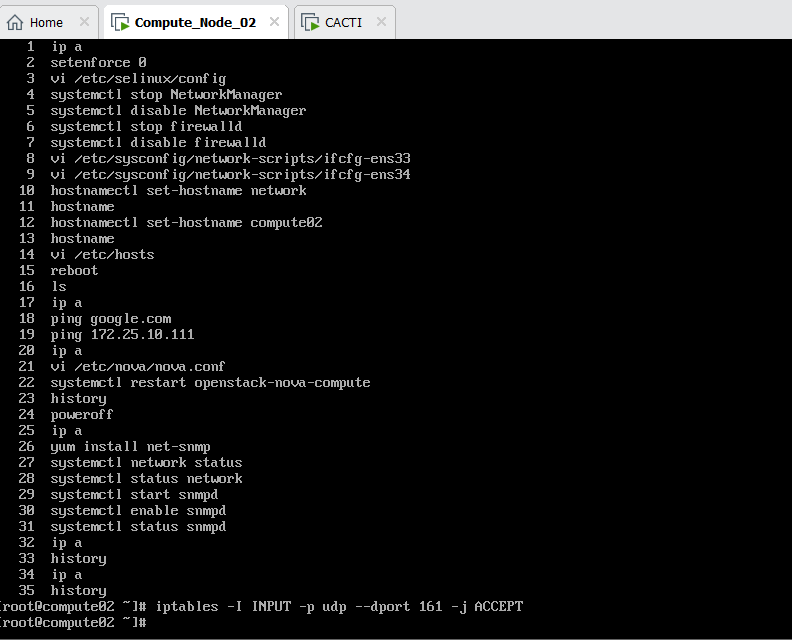 Home
Compute_Node_02
CACTI
1 ip a
2 setenforce 0
3 vi /etc/selinux/config
4 systemctl stop NetworkManager
5 systemctl disable NetworkManager
6 systemctl stop firewalld
7 systemctl disable firewalld
8 vi /etc/sysconfig/network-scripts/ifcfg-ens33
9 vi /etc/sysconfig/network-scripts/ifcfg-ens34
10 hostnamectl set-hostname network
11 hostname
12 hostnamectl set-hostname compute02
13 hostname
14 vi /etc/hosts
15 reboot
16 ls
17 ip a
18 ping google.com
19 ping 172.25.10.111
20 ip a
21 vi /etc/nova/nova.conf
22 systemctl restart openstack-nova-compute
23 history
24 poweroff
25 ip a
26 yum install net-snmp
27 systemctl network status
28 systemctl status network
29 systemctl start snmpd
30 systemctl enable snmpd
31 systemctl status snmpd
32 ip a
33 history
34 ip a
35 history
[root@compute02 ~]# iptables -I INPUT -p udp --dport 161 -j ACCEPT
[root@compute02 ~]#